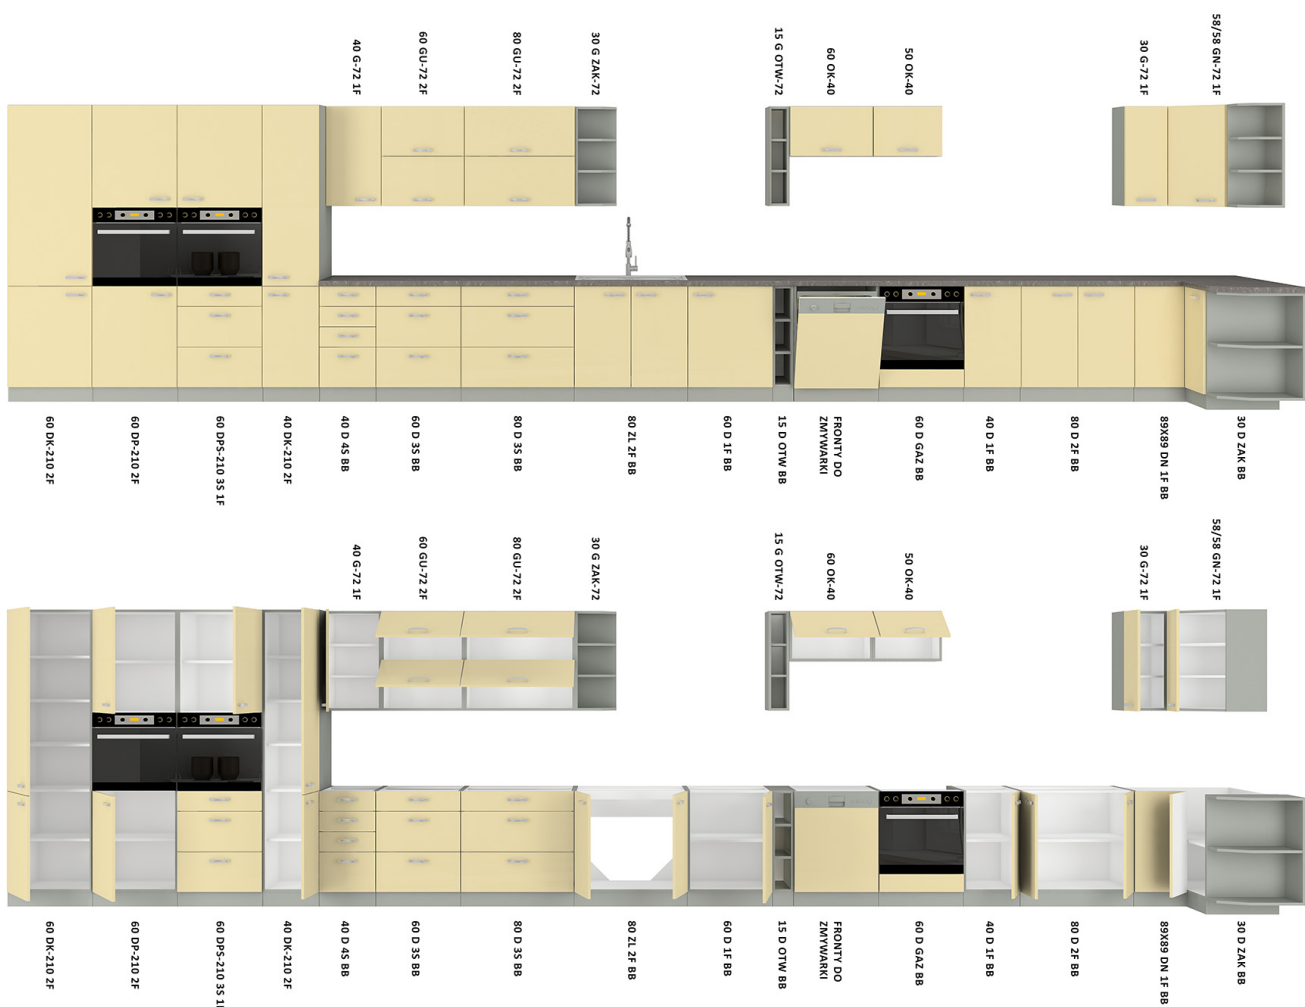 40 G-72 1F
60 GU-72 2F
80 GU-72 2F
30 G ZAK-72
15 G OTW-72
60 OK-40
50 OK-40
30 G-72 1F
58/58 GN-72 1F
60 DK-210 2F
60 DP-210 2F
60 DPS-210 3S 1F
40 DK-210 2F
40 D 4S BB
60 D 3S BB
80 D 3S BB
80 ZL 2F BB
60 D 1F BB
15 D OTW BB
FRONTY DO
ZMYWARKI
60 D GAZ BB
40 D 1F BB
80 D 2F BB
89X89 DN 1F BB
30 D ZAK BB
40 G-72 1F
60 GU-72 2F
80 GU-72 2F
30 G ZAK-72
15 G OTW-72
60 OK-40
50 OK-40
30 G-72 1F
58/58 GN-72 1F
60 DK-210 2F
60 DP-210 2F
60 DPS-210 3S 1F
40 DK-210 2F
40 D 4S BB
60 D 3S BB
80 D 3S BB
80 ZL 2F BB
60 D 1F BB
15 D OTW BB
FRONTY DO
ZMYWARKI
60 D GAZ BB
40 D 1F BB
80 D 2F BB
89X89 DN 1F BB
30 D ZAK BB